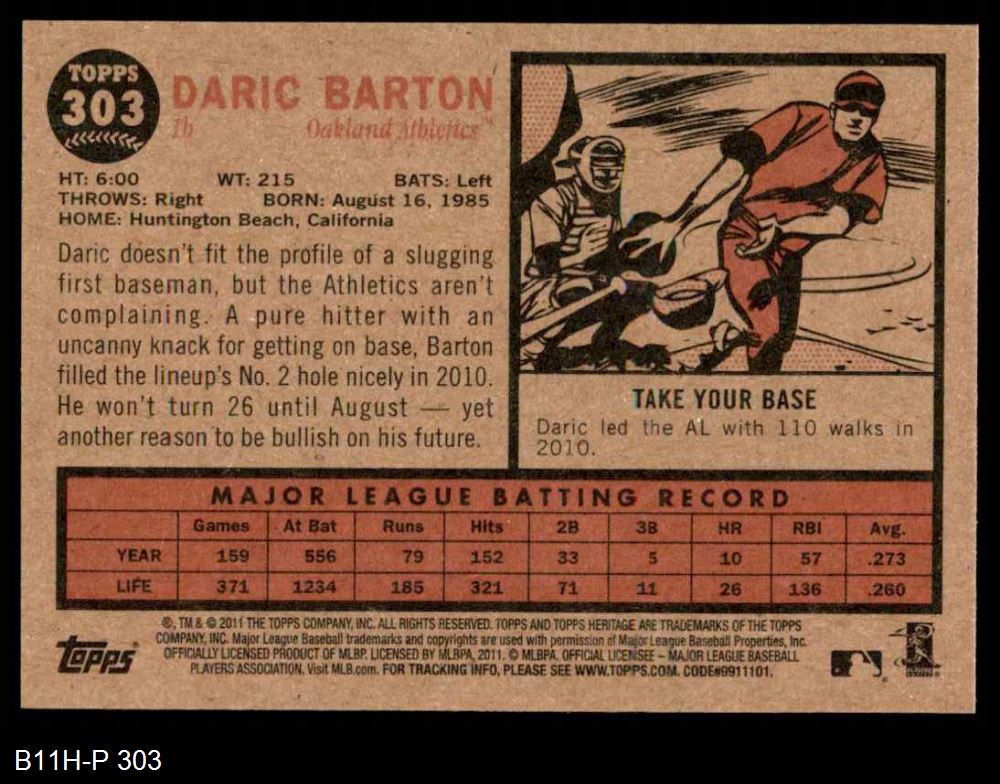 TOPPS
303
DARIC BARTON
1b Oakland Athletics™
HT: 6:00 WT: 215 BATS: Left
THROWS: Right BORN: August 16, 1985
HOME: Huntington Beach, California
Daric doesn't fit the profile of a slugging
first baseman, but the Athletics aren't
complaining. A pure hitter with an
uncanny knack for getting on base, Barton
filled the lineup's No. 2 hole nicely in 2010.
He won't turn 26 until August — yet
another reason to be bullish on his future.
TAKE YOUR BASE
Daric led the AL with 110 walks in
2010.
MAJOR LEAGUE BATTING RECORD
Games At Bat Runs Hits 2B 3B HR RBI Avg.
YEAR 159 556 79 152 33 5 10 57 .273
LIFE 371 1234 185 321 71 11 26 136 .260
®, TM & © 2011 THE TOPPS COMPANY, INC. ALL RIGHTS RESERVED. TOPPS AND TOPPS HERITAGE ARE TRADEMARKS OF THE TOPPS
COMPANY, INC. Major League Baseball trademarks and copyrights are used with permission of Major League Baseball Properties, Inc.
OFFICIALLY LICENSED PRODUCT OF MLBP. LICENSED BY MLBPA, 2011. © MLBPA. OFFICIAL LICENSEE – MAJOR LEAGUE BASEBALL
PLAYERS ASSOCIATION. Visit MLB.com. FOR TRACKING INFO, PLEASE SEE WWW.TOPPS.COM. CODE#9911101.
Topps
B11H-P 303